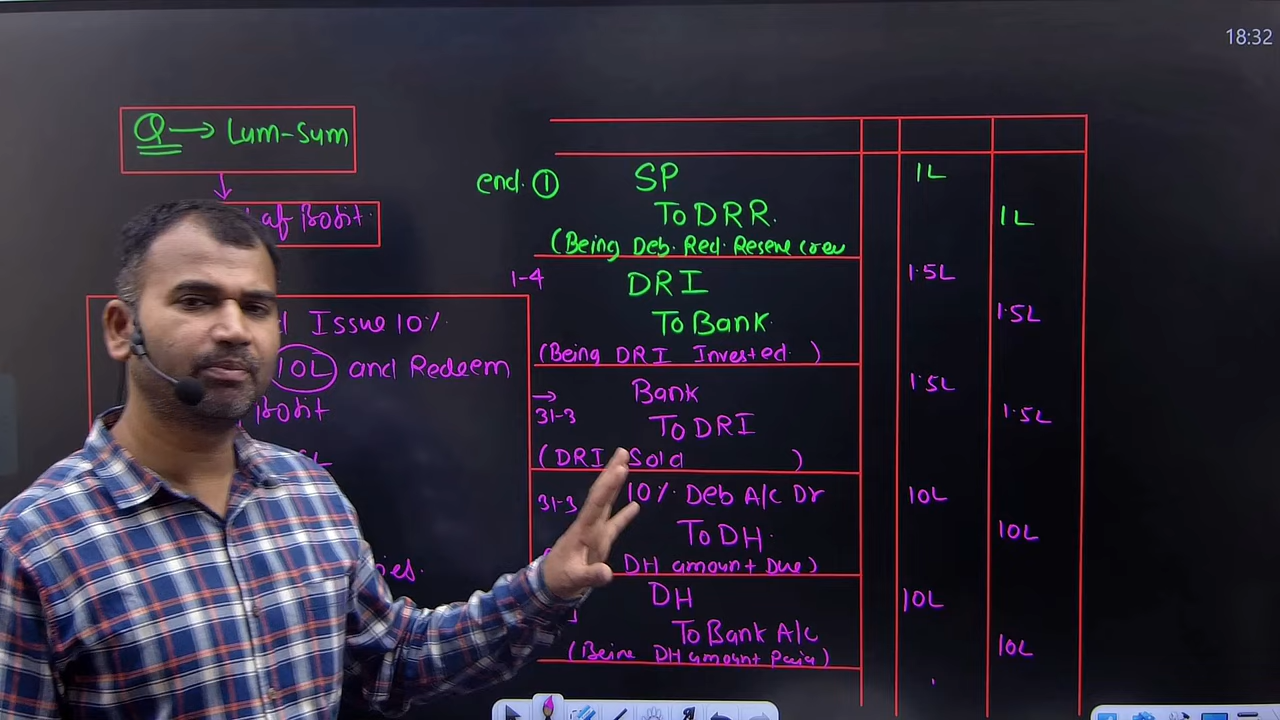 18:32
Q → Lum-Sum
of Profit.
Issue 10%
10L and Redeem
Profit
ies.
end. ① SP 1L
To DRR. 1L
(Being Deb. Red. Reserve crea
1-4 DRI 1.5L
To Bank. 1.5L
(Being DRI Invested. )
→ 31-3 Bank 1.5L
To DRI 1.5L
(DRI Sold )
31-3 10% Deb A/c Dr 10L
To DH. 10L
DH amount Due)
DH 10L
To Bank A/c 10L
(Being DH amount Paid)